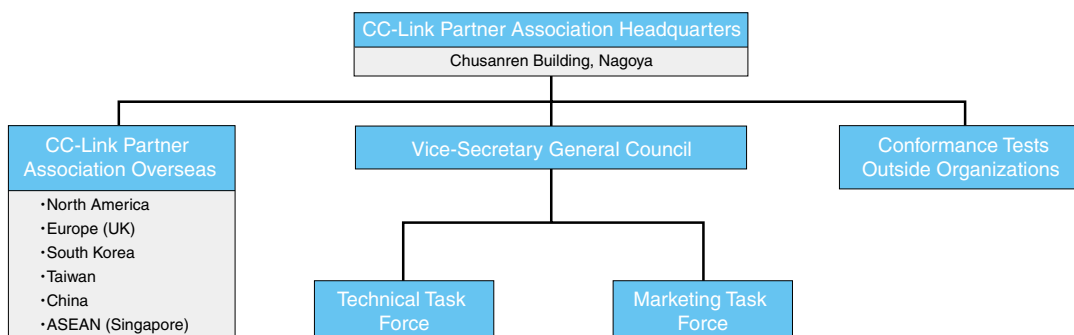 CC-Link Partner Association Headquarters
Chusanren Building, Nagoya
CC-Link Partner
Association Overseas
・North America
・Europe (UK)
・South Korea
・Taiwan
・China
・ASEAN (Singapore)
Vice-Secretary General Council
Conformance Tests
Outside Organizations
Technical Task
Force
Marketing Task
Force